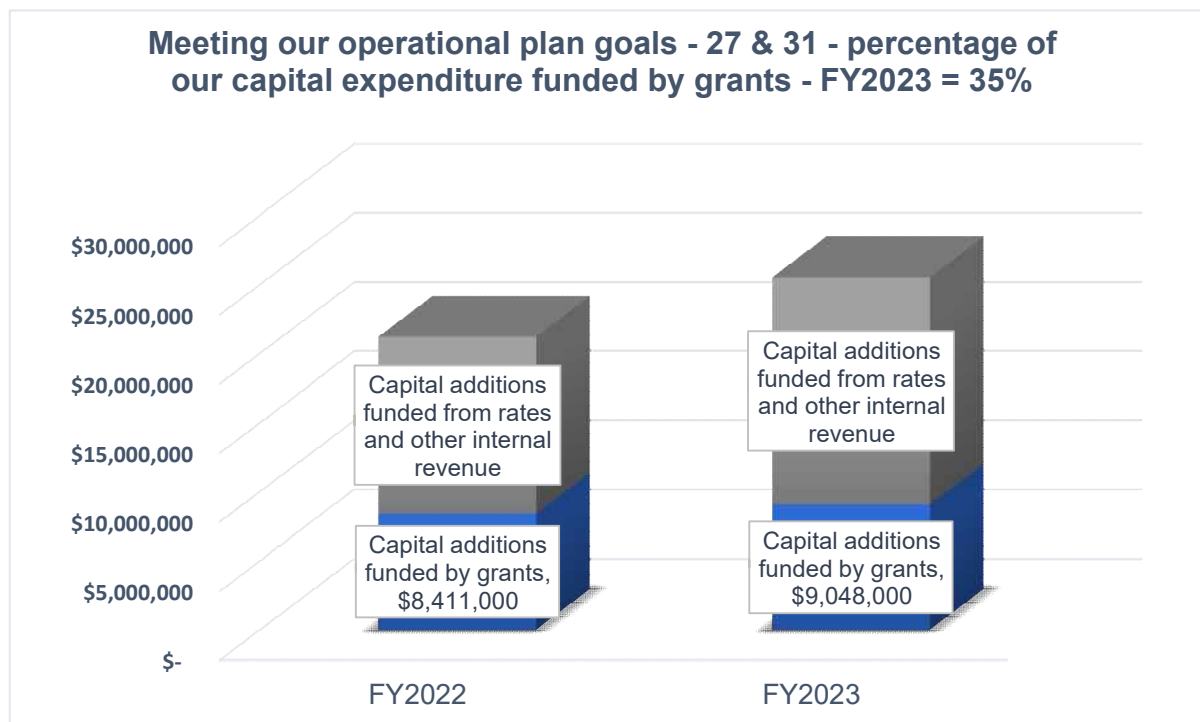 Meeting our operational plan goals - 27 & 31 - percentage of
our capital expenditure funded by grants - FY2023 = 35%
$30,000,000
$25,000,000
$20,000,000
$15,000,000
$10,000,000
$5,000,000
$-
Capital additions
funded from rates
and other internal
revenue
Capital additions
funded by grants,
$8,411,000
Capital additions
funded from rates
and other internal
revenue
Capital additions
funded by grants,
$9,048,000
FY2022
FY2023